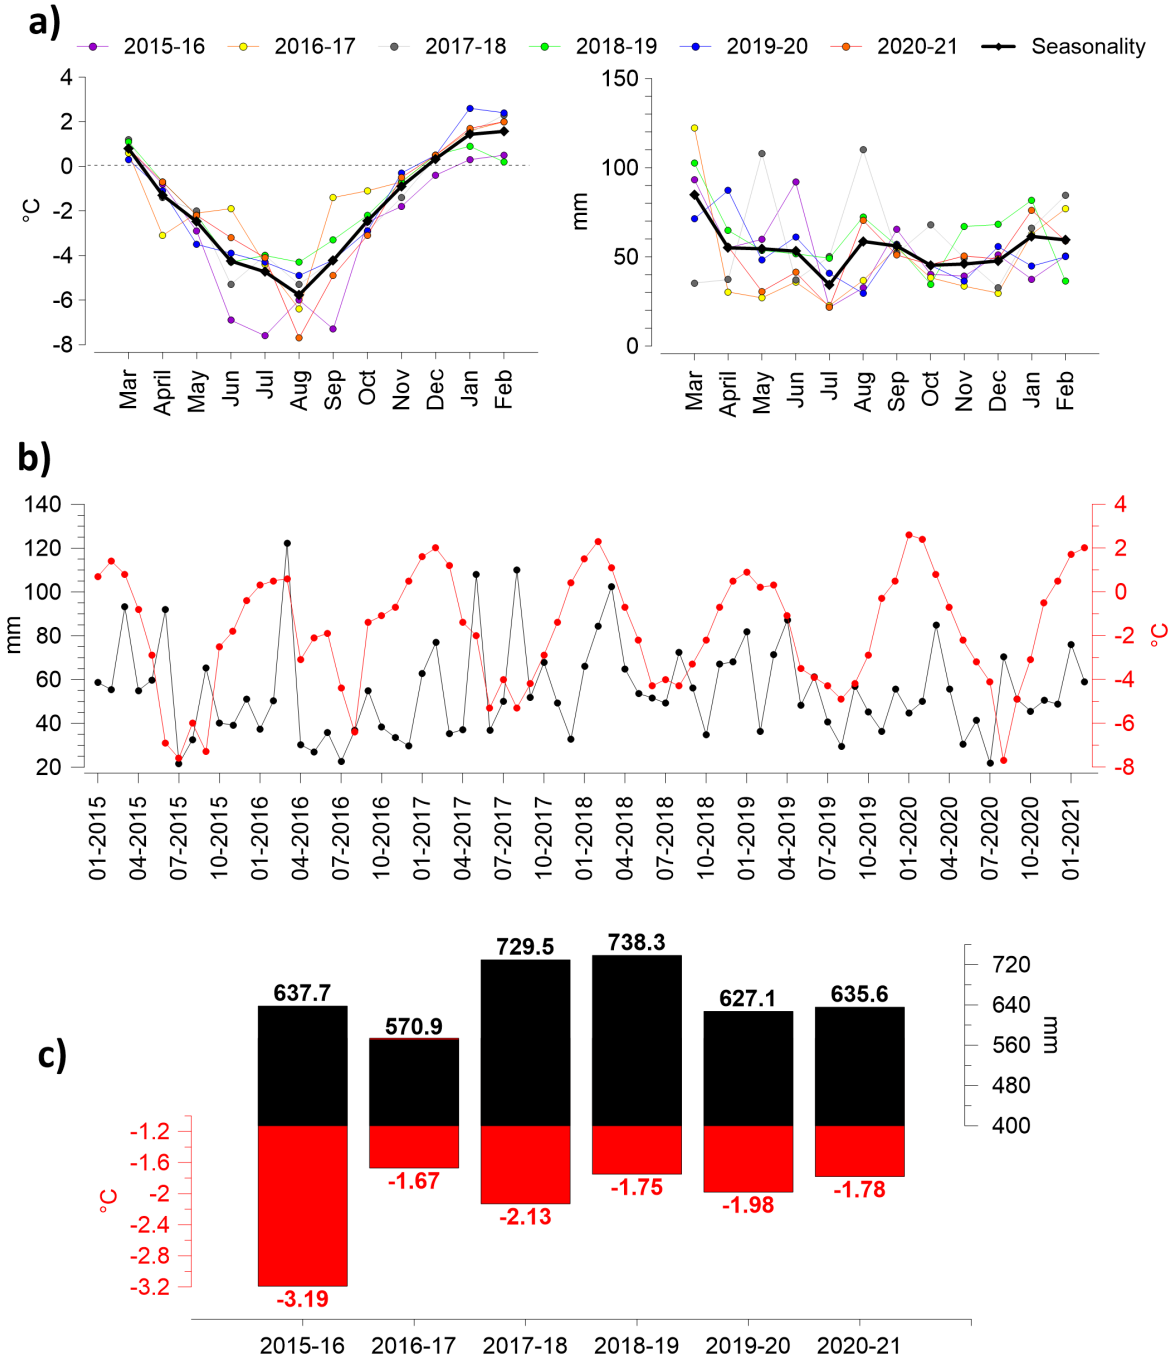 a)
2015-16 2016-17 2017-18 2018-19 2019-20 2020-21 Seasonality
4
2
0
-2
-4
-6
-8
°C
Mar April May Jun Jul Aug Sep Oct Nov Dec Jan Feb
150
100
50
0
mm
Mar April May Jun Jul Aug Sep Oct Nov Dec Jan Feb
b)
140
120
100
80
60
40
20
mm
4
2
0
-2
-4
-6
-8
°C
01-2015 04-2015 07-2015 10-2015 01-2016 04-2016 07-2016 10-2016 01-2017 04-2017 07-2017 10-2017 01-2018 04-2018 07-2018 10-2018 01-2019 04-2019 07-2019 10-2019 01-2020 04-2020 07-2020 10-2020 01-2021
c)
637.7 570.9 729.5 738.3 627.1 635.6
720
640
560
480
400
mm
-1.2
-1.6
-2
-2.4
-2.8
-3.2
°C
-3.19 -1.67 -2.13 -1.75 -1.98 -1.78
2015-16 2016-17 2017-18 2018-19 2019-20 2020-21